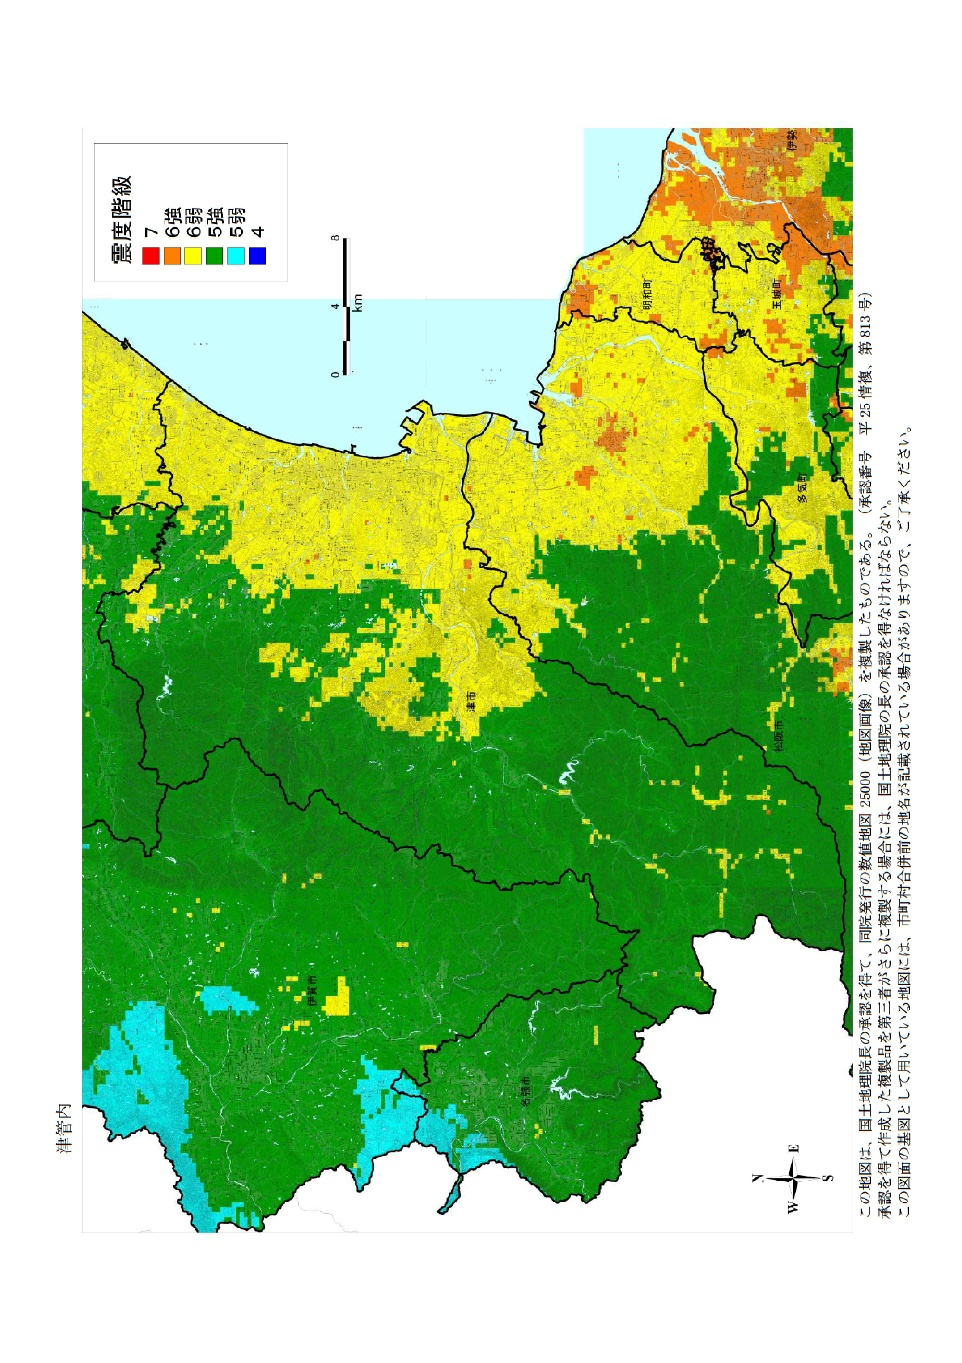 津管内
震度階級
7
6強
6弱
5強
5弱
4
0 4 8
km
伊勢
明和町
玉城町
多気町
津市
松阪市
伊賀市
名張市
N
W E
S
この地図は、国土地理院長の承認を得て、同院発行の数値地図 25000（地図画像）を複製したものである。（承認番号　平 25 情複、第 813 号）
承認を得て作成した複製品を第三者がさらに複製する場合には、国土地理院の長の承認を得なければならない。
この図面の基図として用いている地図には、市町村合併前の地名が記載されている場合がありますので、ご了承ください。